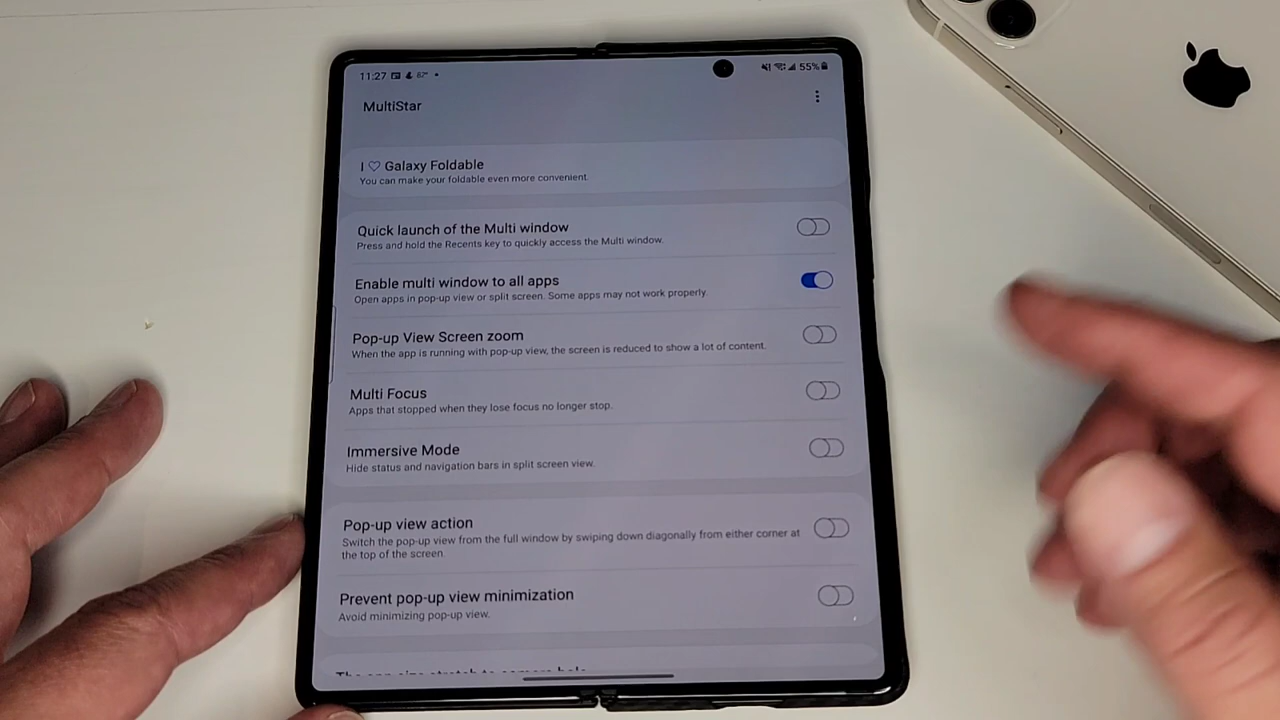 11:27 82°
55%
MultiStar
I ♡ Galaxy Foldable
You can make your foldable even more convenient.
Quick launch of the Multi window
Press and hold the Recents key to quickly access the Multi window.
Enable multi window to all apps
Open apps in pop-up view or split screen. Some apps may not work properly.
Pop-up View Screen zoom
When the app is running with pop-up view, the screen is reduced to show a lot of content.
Multi Focus
Apps that stopped when they lose focus no longer stop.
Immersive Mode
Hide status and navigation bars in split screen view.
Pop-up view action
Switch the pop-up view from the full window by swiping down diagonally from either corner at
the top of the screen.
Prevent pop-up view minimization
Avoid minimizing pop-up view.